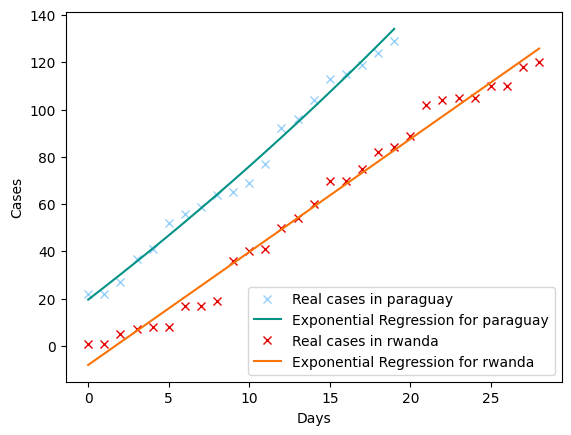 140
120
100
80
60
40
20
0
Cases
0 5 10 15 20 25
Days
Real cases in paraguay
Exponential Regression for paraguay
Real cases in rwanda
Exponential Regression for rwanda